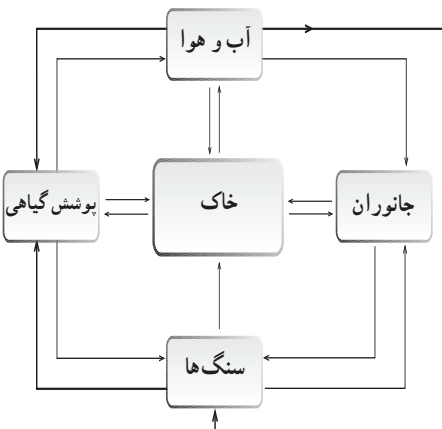 آب و هوا
پوشش گیاهی
خاک
جانوران
سنگ‌ها